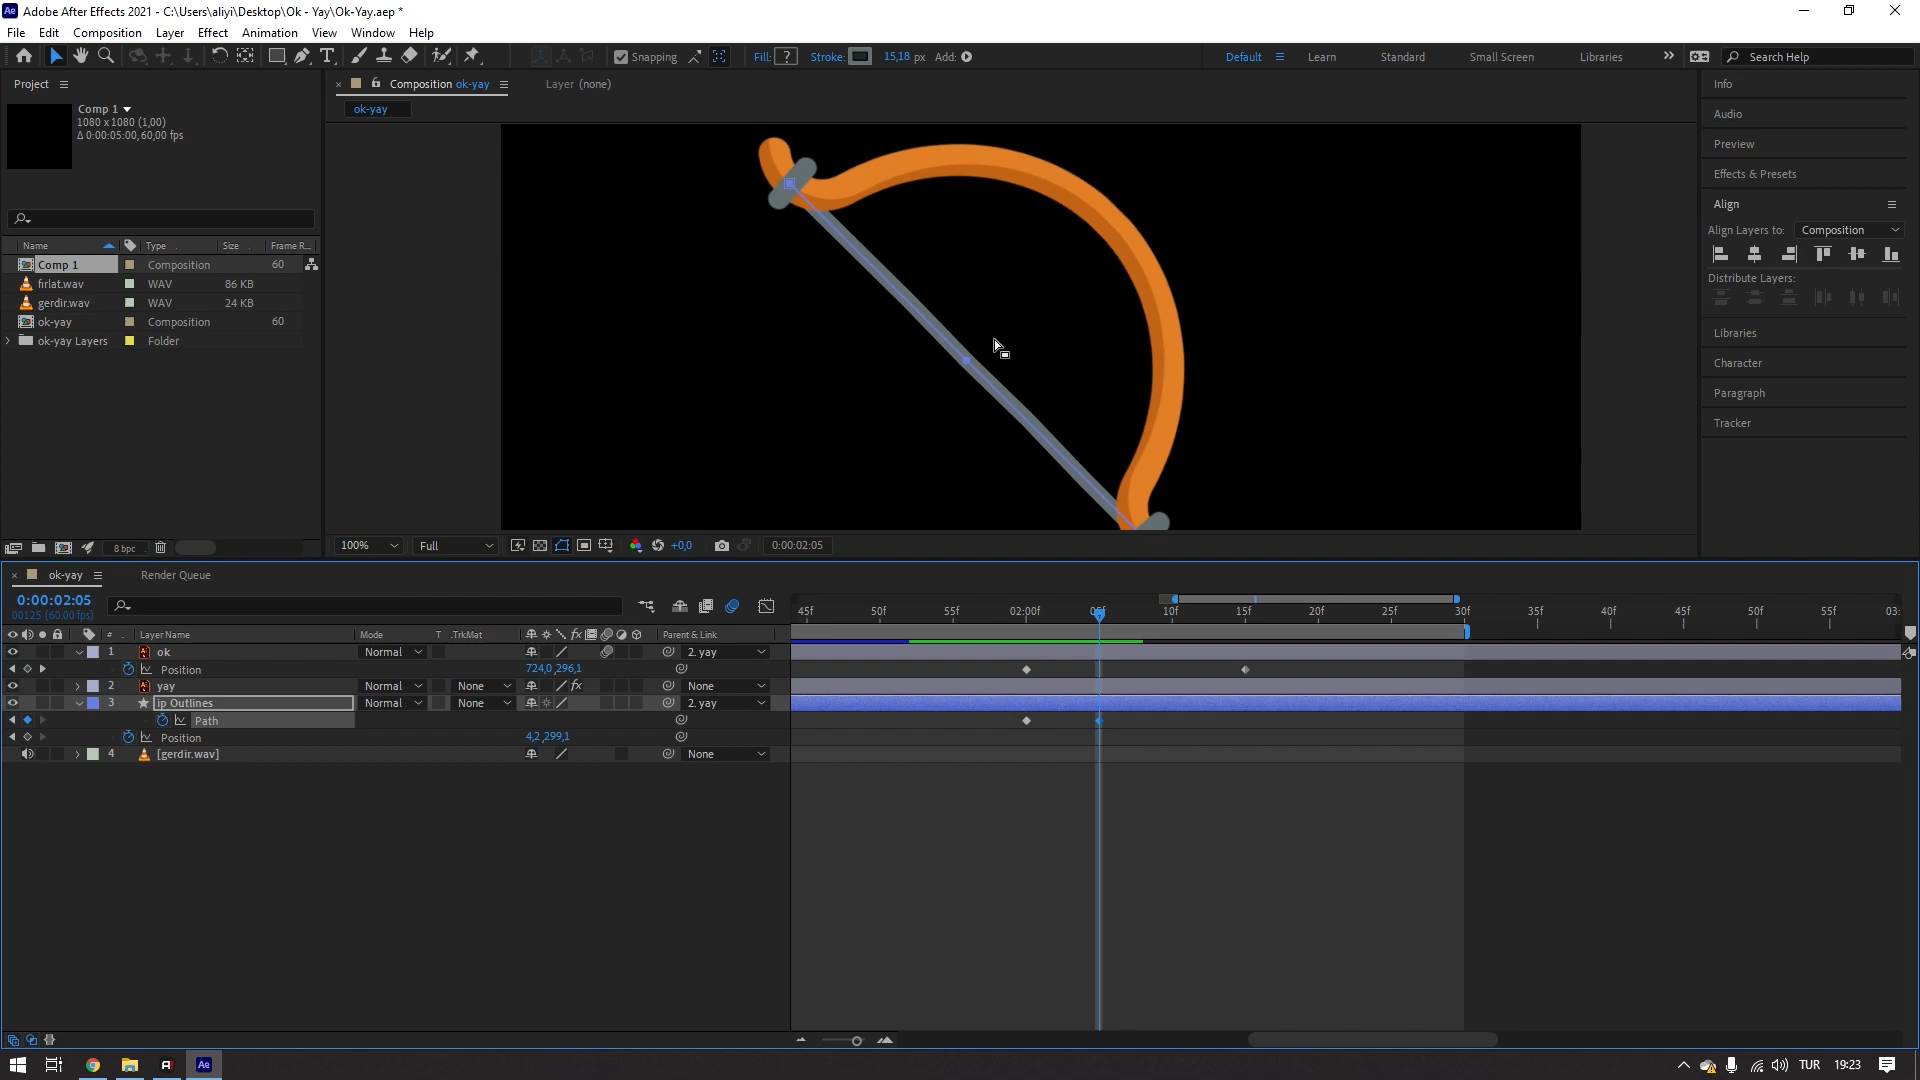 Adobe After Effects 2021 - C:\Users\aliyi\Desktop\Ok - Yay\Ok-Yay.aep *
File Edit Composition Layer Effect Animation View Window Help
Snapping Fill: ? Stroke: 15,18 px Add: Default Learn Standard Small Screen Libraries Search Help
Project Composition ok-yay Layer (none) Info
Comp 1
1080 x 1080 (1,00)
Δ 0:00:05:00, 60,00 fps
ok-yay
Audio
Preview
Effects & Presets
Align
Align Layers to: Composition
Distribute Layers:
Libraries
Character
Paragraph
Tracker
Name Type Size Frame R...
Comp 1 Composition 60
firlat.wav WAV 86 KB
gerdir.wav WAV 24 KB
ok-yay Composition 60
ok-yay Layers Folder
8 bpc 100% Full +0,0 0:00:02:05
ok-yay Render Queue
0:00:02:05
00125 (60.00 fps)
45f 50f 55f 02:00f 05f 10f 15f 20f 25f 30f 35f 40f 45f 50f 55f 03:
# Layer Name Mode T .TrkMat fx Parent & Link
1 Ai ok Normal 2. yay
Position 724,0 ,296,1
2 Ai yay Normal None fx None
3 ip Outlines Normal None 2. yay
Path
Position 4,2 ,299,1
4 [gerdir.wav] None
Ae TUR 19:23